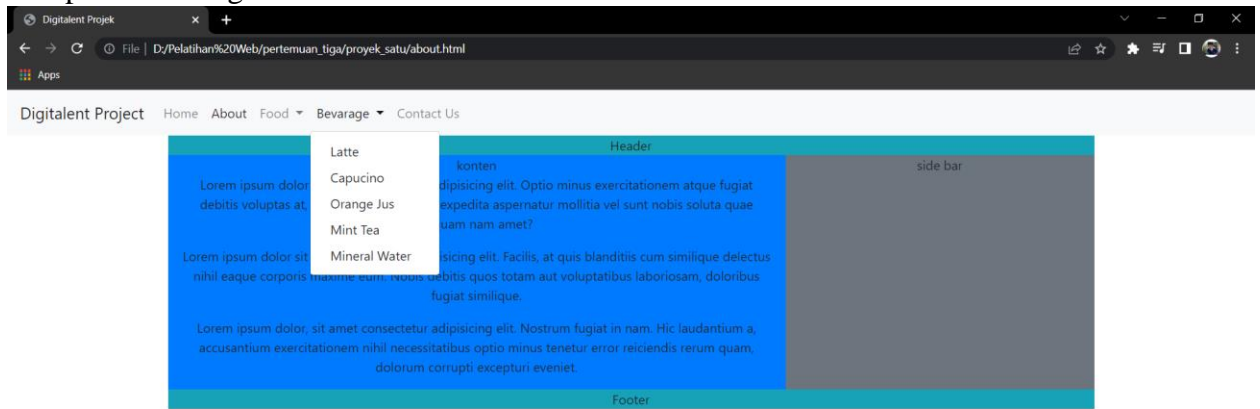 Digitalent Projek
File | D:/Pelatihan%20Web/pertemuan_tiga/proyek_satu/about.html
Apps
Digitalent Project Home About Food Bevarage Contact Us
Latte
Capucino
Orange Jus
Mint Tea
Mineral Water
Header
konten
Lorem ipsum dolor dipisicing elit. Optio minus exercitationem atque fugiat
debitis voluptas at, expedita aspernatur mollitia vel sunt nobis soluta quae
uam nam amet?
Lorem ipsum dolor sit sicing elit. Facilis, at quis blanditiis cum similique delectus
nihil eaque corporis maxime eum. Nobis debitis quos totam aut voluptatibus laboriosam, doloribus
fugiat similique.
Lorem ipsum dolor, sit amet consectetur adipisicing elit. Nostrum fugiat in nam. Hic laudantium a,
accusantium exercitationem nihil necessitatibus optio minus tenetur error reiciendis rerum quam,
dolorum corrupti excepturi eveniet.
side bar
Footer